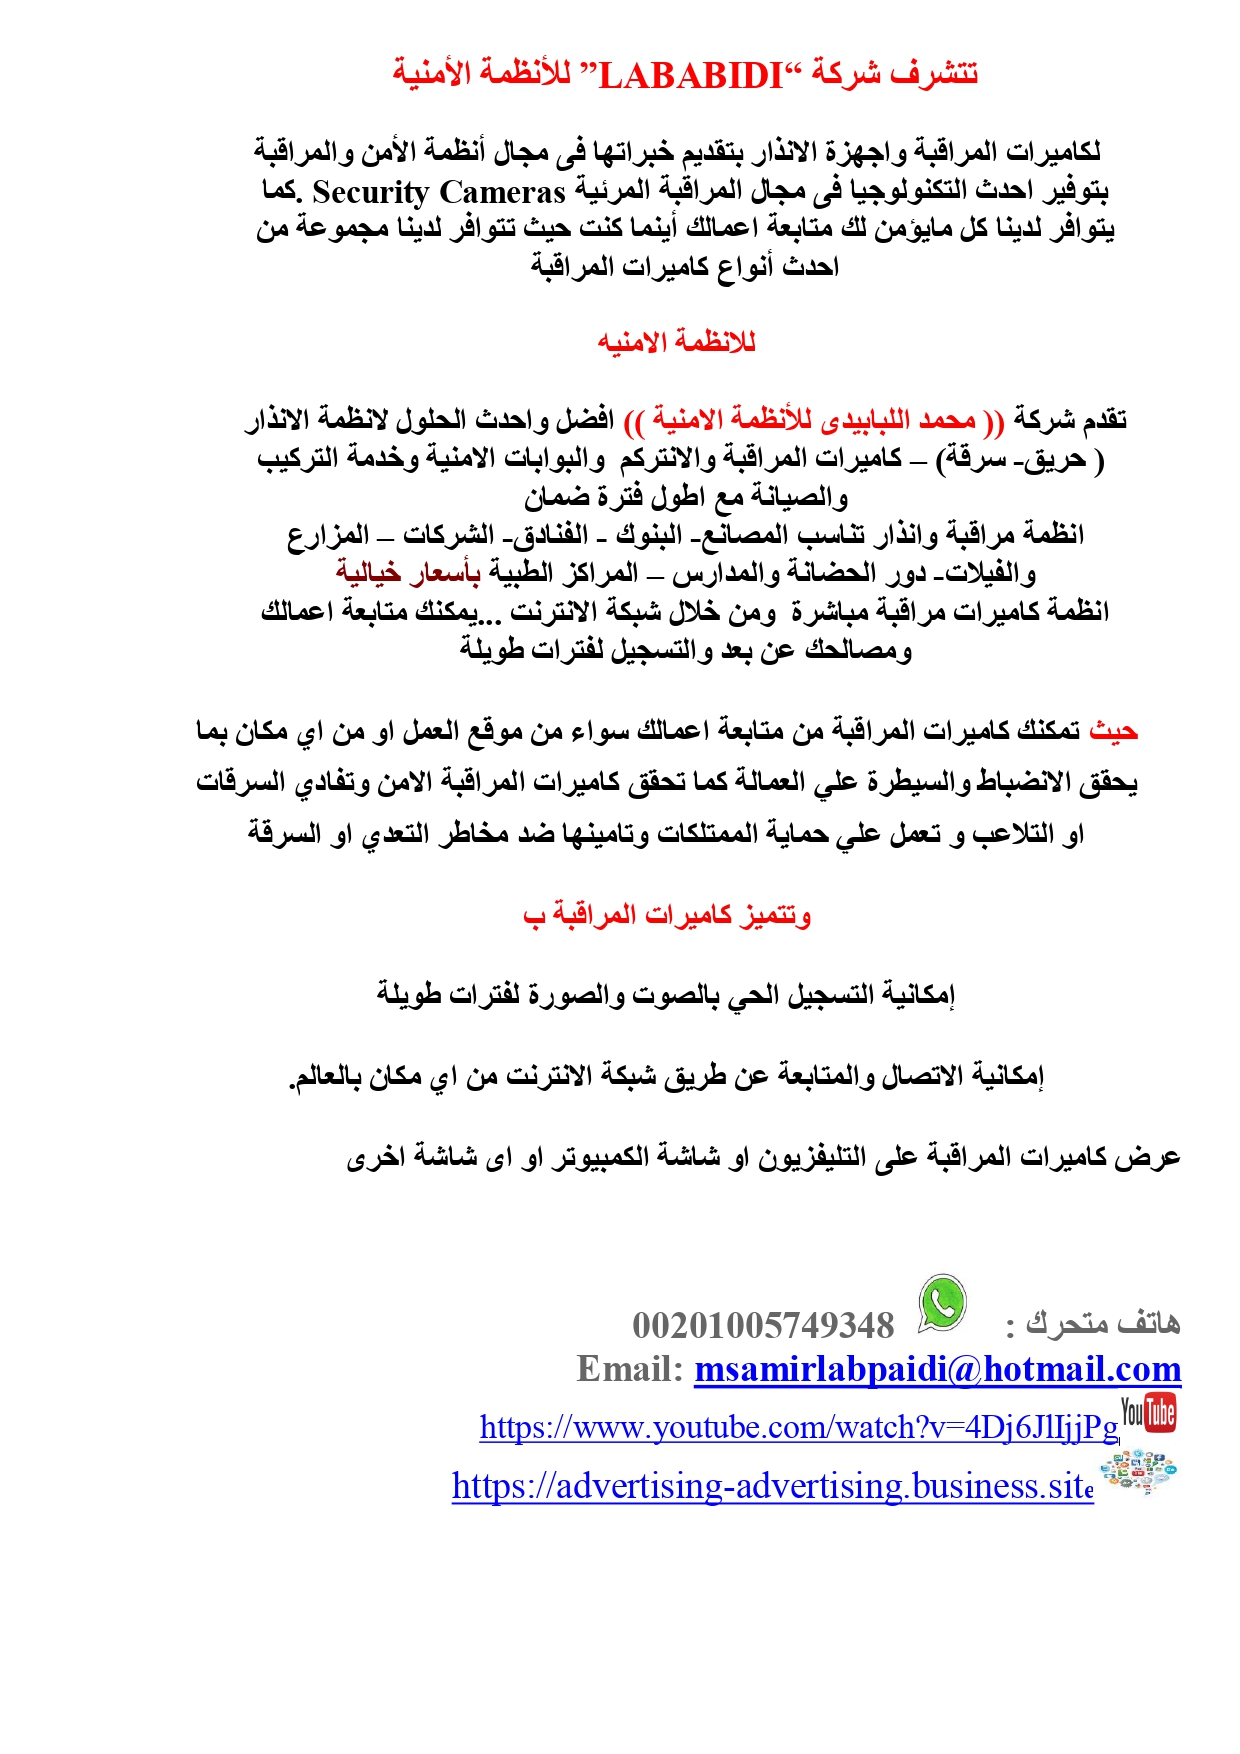 تتشرف شركة “LABABIDI” للأنظمة الأمنية
لكاميرات المراقبة واجهزة الانذار بتقديم خبراتها فى مجال أنظمة الأمن والمراقبة
بتوفير احدث التكنولوجيا فى مجال المراقبة المرئية Security Cameras .كما
يتوافر لدينا كل مايؤمن لك متابعة اعمالك أينما كنت حيث تتوافر لدينا مجموعة من
احدث أنواع كاميرات المراقبة
للانظمة الامنيه
تقدم شركة (( محمد اللبابيدى للأنظمة الامنية )) افضل واحدث الحلول لانظمة الانذار
( حريق- سرقة) – كاميرات المراقبة والانتركم والبوابات الامنية وخدمة التركيب
والصيانة مع اطول فترة ضمان
انظمة مراقبة وانذار تناسب المصانع- البنوك - الفنادق- الشركات – المزارع
والفيلات- دور الحضانة والمدارس – المراكز الطبية بأسعار خيالية
انظمة كاميرات مراقبة مباشرة ومن خلال شبكة الانترنت ...يمكنك متابعة اعمالك
ومصالحك عن بعد والتسجيل لفترات طويلة
حيث تمكنك كاميرات المراقبة من متابعة اعمالك سواء من موقع العمل او من اي مكان بما
يحقق الانضباط والسيطرة علي العمالة كما تحقق كاميرات المراقبة الامن وتفادي السرقات
او التلاعب و تعمل علي حماية الممتلكات وتامينها ضد مخاطر التعدي او السرقة
وتتميز كاميرات المراقبة ب
إمكانية التسجيل الحي بالصوت والصورة لفترات طويلة
إمكانية الاتصال والمتابعة عن طريق شبكة الانترنت من اي مكان بالعالم.
عرض كاميرات المراقبة على التليفزيون او شاشة الكمبيوتر او اى شاشة اخرى
هاتف متحرك : 00201005749348
Email: msamirlabpaidi@hotmail.com
https://www.youtube.com/watch?v=4Dj6JlIjjPg YouTube
https://advertising-advertising.business.site